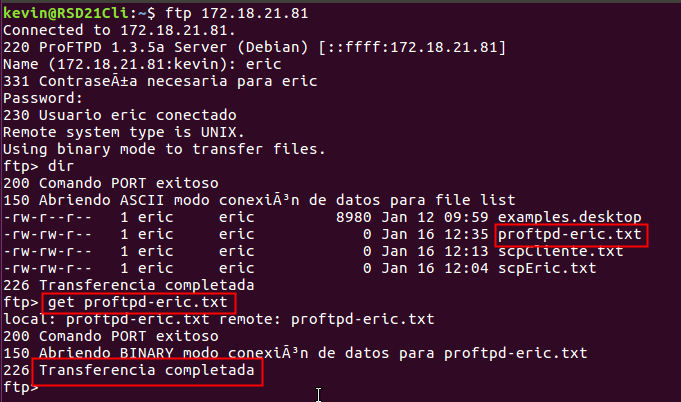 kevin@RSD21Cli:~$ ftp 172.18.21.81
Connected to 172.18.21.81.
220 ProFTPD 1.3.5a Server (Debian) [::ffff:172.18.21.81]
Name (172.18.21.81:kevin): eric
331 ContraseÃ±a necesaria para eric
Password:
230 Usuario eric conectado
Remote system type is UNIX.
Using binary mode to transfer files.
ftp> dir
200 Comando PORT exitoso
150 Abriendo ASCII modo conexiÃ³n de datos para file list
-rw-r--r--   1 eric     eric         8980 Jan 12 09:59 examples.desktop
-rw-rw-r--   1 eric     eric            0 Jan 16 12:35 proftpd-eric.txt
-rw-rw-r--   1 eric     eric            0 Jan 16 12:13 scpCliente.txt
-rw-rw-r--   1 eric     eric            0 Jan 16 12:04 scpEric.txt
226 Transferencia completada
ftp> get proftpd-eric.txt
local: proftpd-eric.txt remote: proftpd-eric.txt
200 Comando PORT exitoso
150 Abriendo BINARY modo conexiÃ³n de datos para proftpd-eric.txt
226 Transferencia completada
ftp>